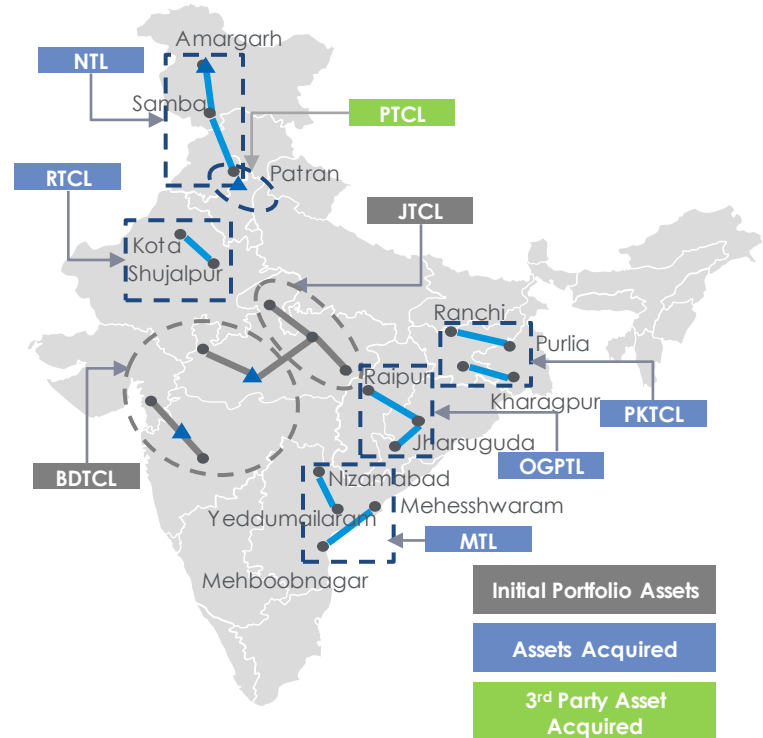 Amargarh
NTL
Samba
PTCL
Patran
RTCL
JTCL
Kota
Shujalpur
Ranchi
Purlia
Raipur
Kharagpur
PKTCL
Jharsuguda
OGPTL
BDTCL
Nizamabad
Mehesshwaram
Yeddumailaram
MTL
Mehboobnagar
Initial Portfolio Assets
Assets Acquired
3rd Party Asset
Acquired